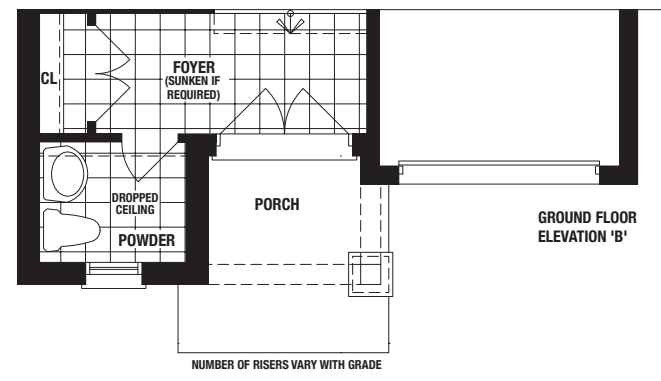 CL
FOYER
(SUNKEN IF
REQUIRED)
DROPPED
CEILING
POWDER
PORCH
GROUND FLOOR
ELEVATION 'B'
NUMBER OF RISERS VARY WITH GRADE